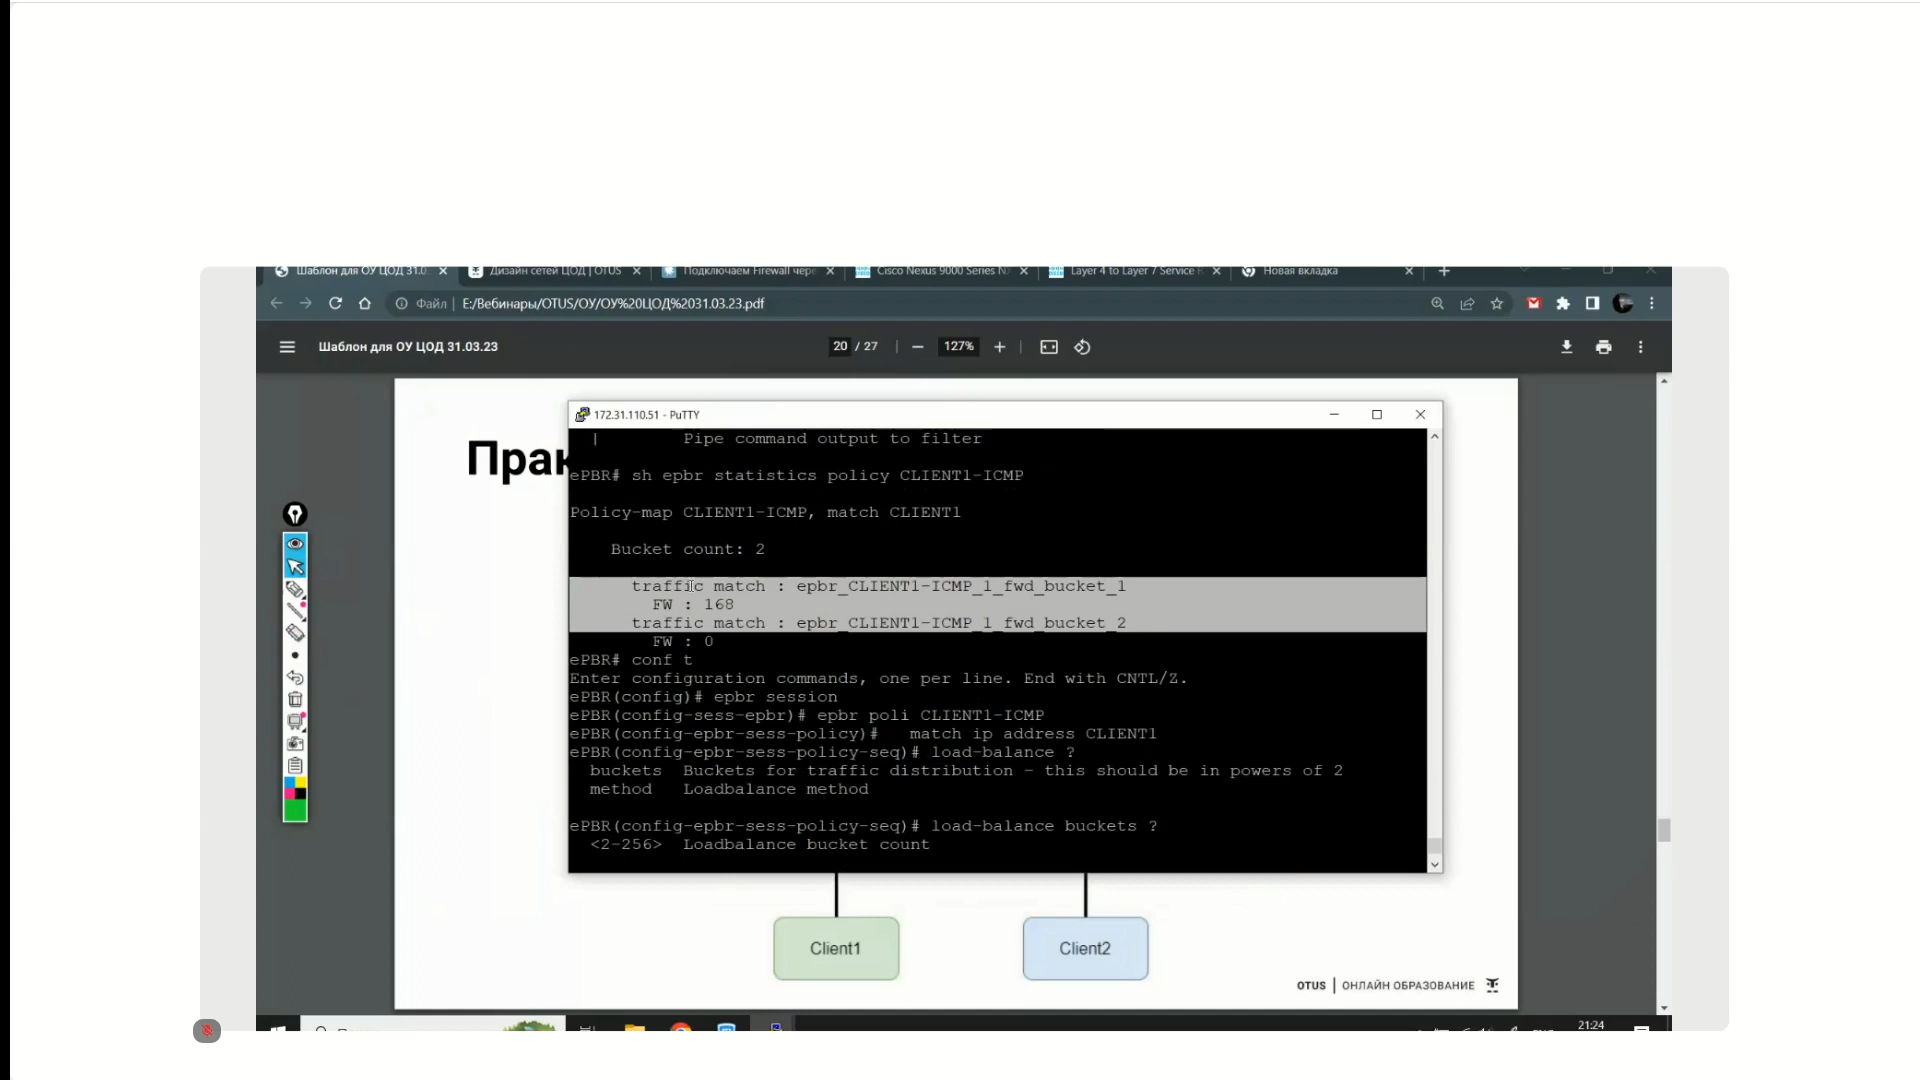 Шаблон для ОУ ЦОД 31.0
Дизайн сетей ЦОД | OTUS
Подключаем Firewall чере
Cisco Nexus 9000 Series N
Layer 4 to Layer 7 Service
Новая вкладка
Файл | E:/Вебинары/OTUS/ОУ/ОУ%20ЦОД%2031.03.23.pdf
Шаблон для ОУ ЦОД 31.03.23
20 / 27
127%
Прак
172.31.110.51 - PuTTY
| Pipe command output to filter
ePBR# sh epbr statistics policy CLIENT1-ICMP
Policy-map CLIENT1-ICMP, match CLIENT1
Bucket count: 2
traffic match : epbr_CLIENT1-ICMP_1_fwd_bucket_1
FW : 168
traffic match : epbr_CLIENT1-ICMP_1_fwd_bucket_2
FW : 0
ePBR# conf t
Enter configuration commands, one per line. End with CNTL/Z.
ePBR(config)# epbr session
ePBR(config-sess-epbr)# epbr poli CLIENT1-ICMP
ePBR(config-epbr-sess-policy)#   match ip address CLIENT1
ePBR(config-epbr-sess-policy-seq)# load-balance ?
buckets  Buckets for traffic distribution - this should be in powers of 2
method   Loadbalance method
ePBR(config-epbr-sess-policy-seq)# load-balance buckets ?
<2-256>  Loadbalance bucket count
Client1
Client2
OTUS | ОНЛАЙН ОБРАЗОВАНИЕ
21:24